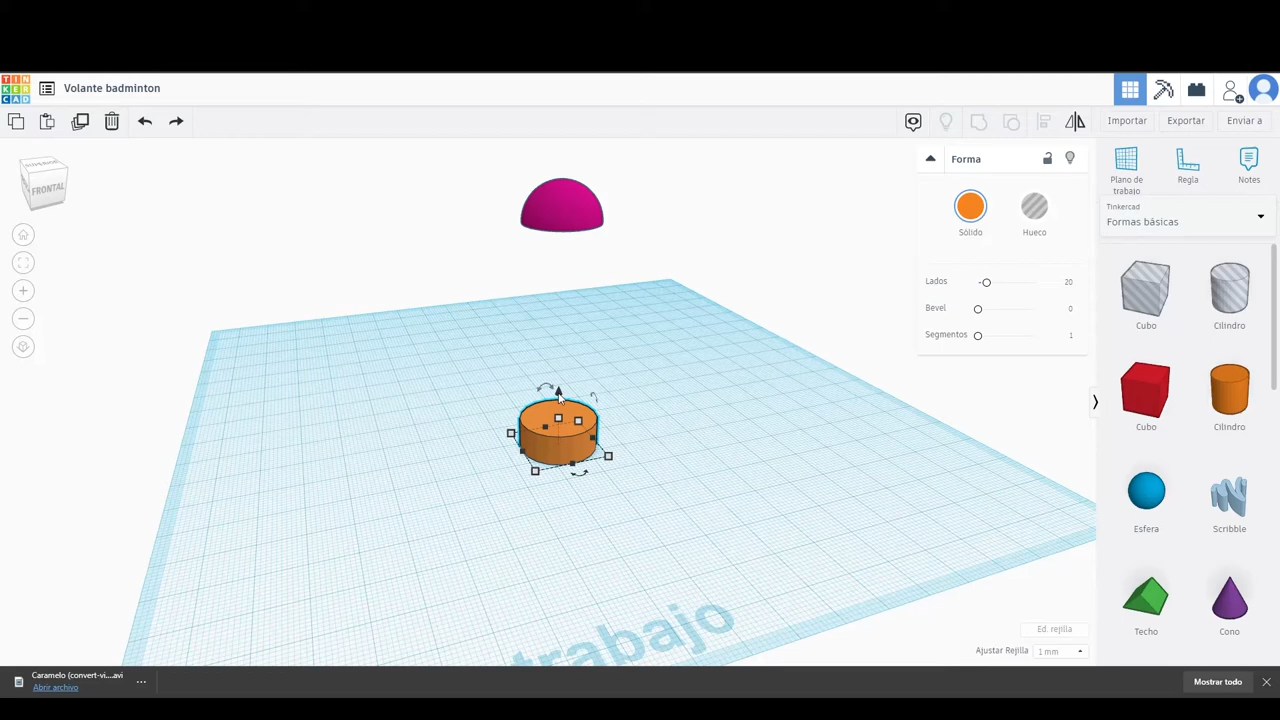 TIN
KER
CAD
Volante badminton
Importar
Exportar
Enviar a
FRONTAL
Forma
Sólido
Hueco
Lados
20
Bevel
0
Segmentos
1
Plano de
trabajo
Regla
Notes
Tinkercad
Formas básicas
Cubo
Cilindro
Cubo
Cilindro
Esfera
Scribble
Techo
Cono
trabajo
Ed. rejilla
Ajustar Rejilla
1 mm
Caramelo (convert-vi....avi
Abrir archivo
Mostrar todo